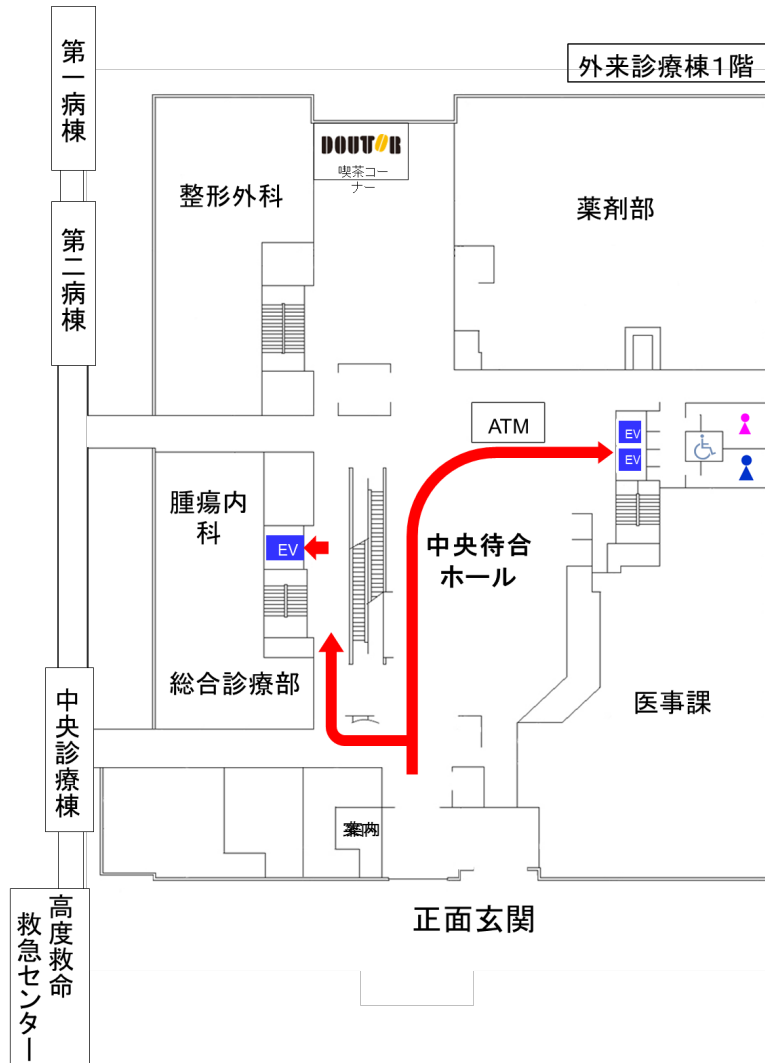 外来診療棟1階
第一病棟
DOUTOR
喫茶コー
ナー
整形外科
薬剤部
第二病棟
ATM
EV
EV
腫瘍内
科
EV
中央待合
ホール
総合診療部
医事課
中央診療棟
案内
正面玄関
高度救命
救急センター